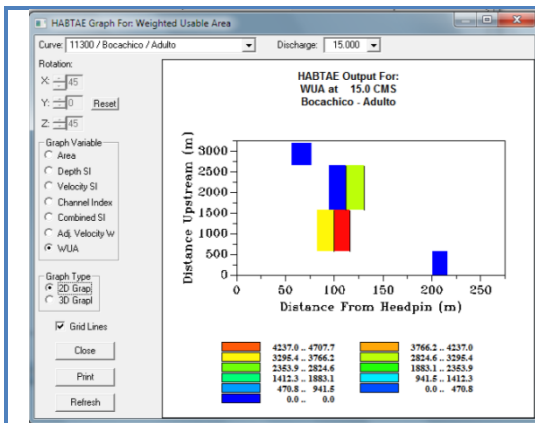 HABTAE Graph For: Weighted Usable Area
Curve: 11300 / Bocachico / Adulto Discharge: 15.000
Rotation:
X: 45
Y: 0 Reset
Z: 45
Graph Variable
Area
Depth SI
Velocity SI
Channel Index
Combined SI
Adj. Velocity W
WUA
Graph Type
2D Grap
3D Grapl
Grid Lines
Close
Print
Refresh
HABTAE Output For:
WUA at 15.0 CMS
Bocachico - Adulto
Distance Upstream (m)
3000
2500
2000
1500
1000
500
0
0 50 100 150 200 250
Distance From Headpin (m)
4237.0 .. 4707.7 3766.2 .. 4237.0
3295.4 .. 3766.2 2824.6 .. 3295.4
2353.9 .. 2824.6 1883.1 .. 2353.9
1412.3 .. 1883.1 941.5 .. 1412.3
470.8 .. 941.5 0.0 .. 470.8
0.0 .. 0.0